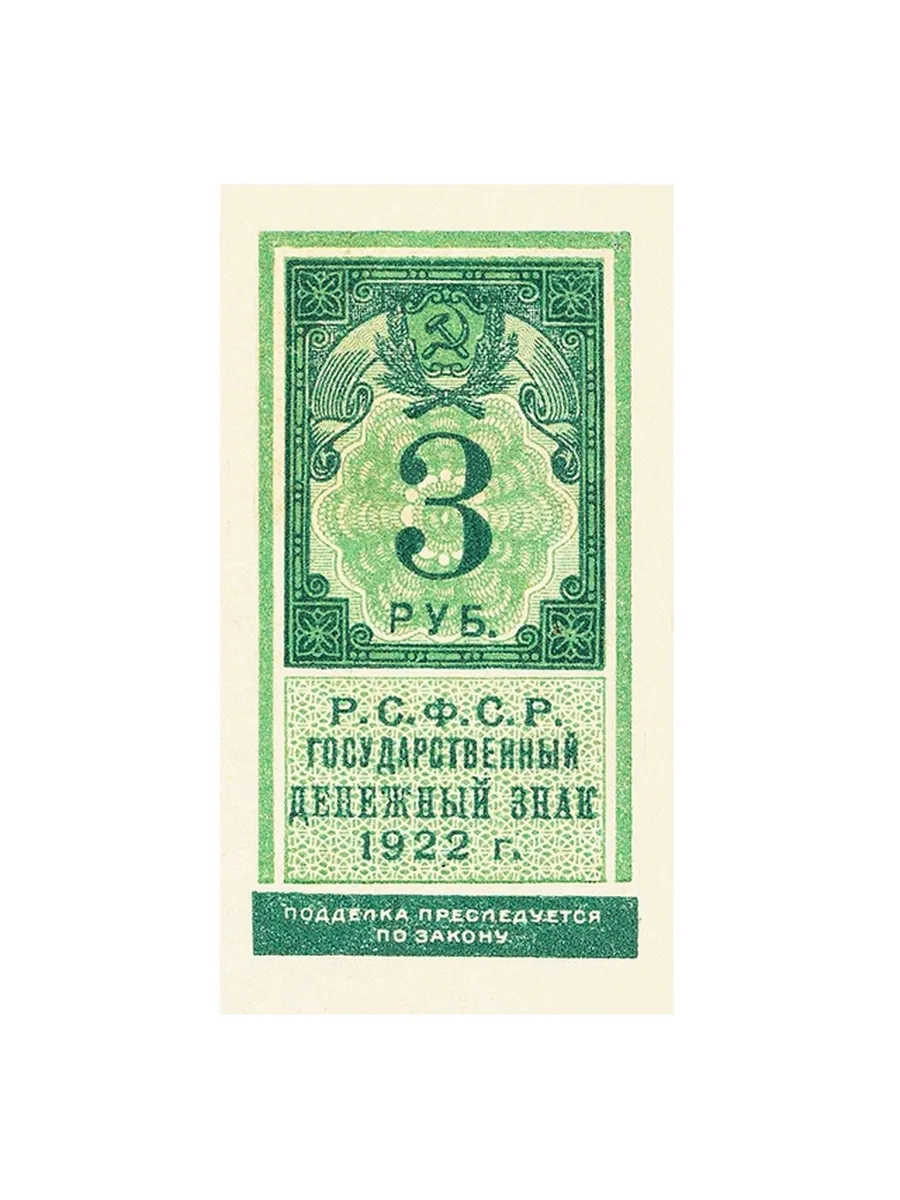 3
РУБ.
Р.С.Ф.С.Р.
ГОСУДАРСТВЕННЫЙ
ДЕНЕЖНЫЙ ЗНАК
1922 г.
ПОДДЕЛКА ПРЕСЛЕДУЕТСЯ
ПО ЗАКОНУ.